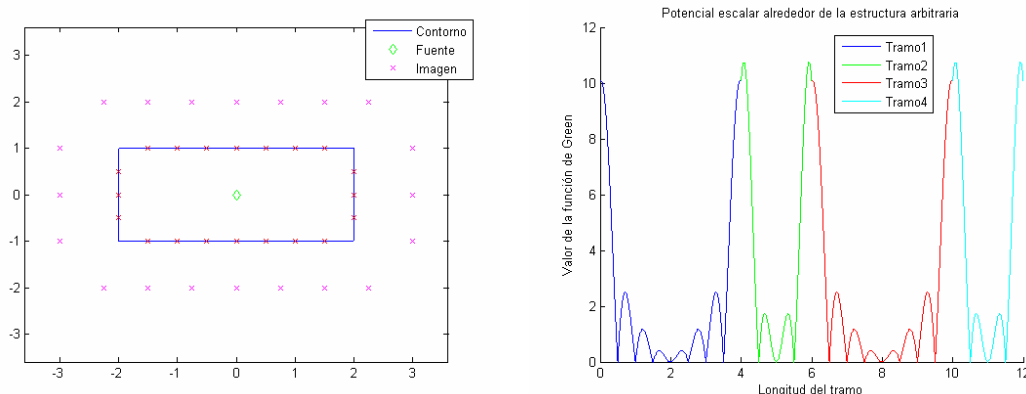 Contorno
Fuente
Imagen
3
2
1
0
-1
-2
-3
-3
-2
-1
0
1
2
3
Potencial escalar alrededor de la estructura arbitraria
Tramo1
Tramo2
Tramo3
Tramo4
Valor de la función de Green
12
10
8
6
4
2
0
0
2
4
6
8
10
12
Longitud del tramo